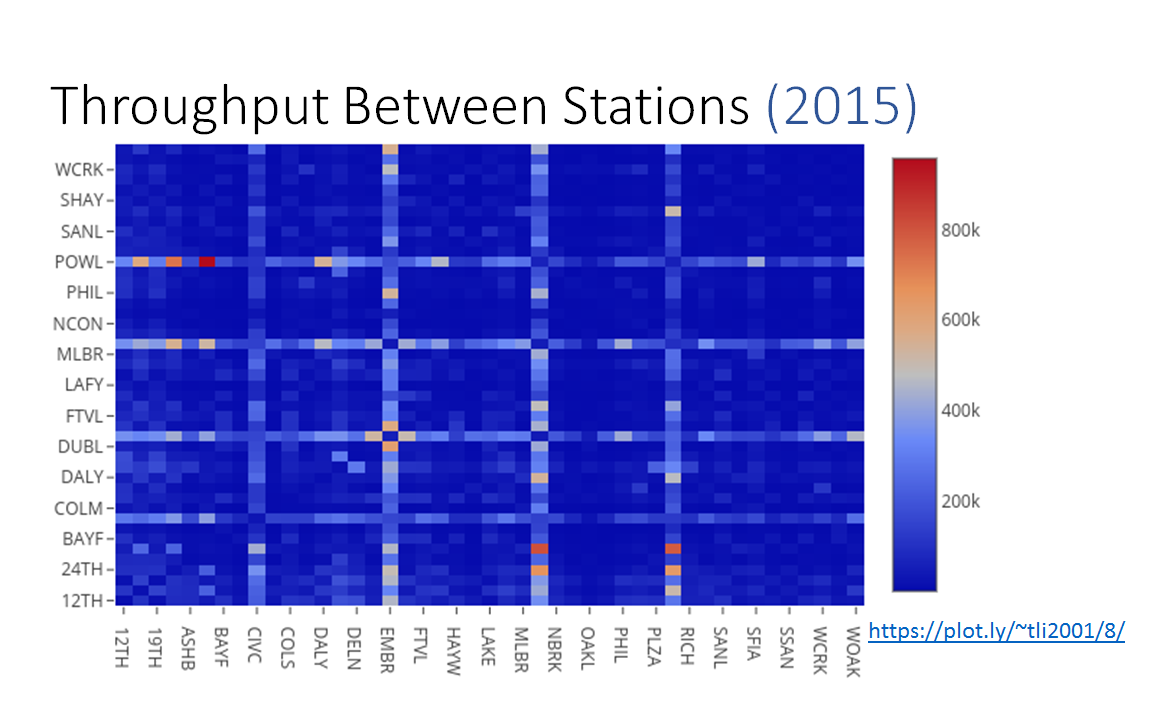 Throughput Between Stations (2015)
WCRK
SHAY
SANL
POWL
PHIL
NCON
MLBR
LAFY
FTVL
DUBL
DALY
COLM
BAYF
24TH
12TH
12TH 19TH ASHB BAYF CIVC COLS DALY DELN EMBR FTVL HAYW LAKE MLBR NBRK OAKL PHIL PLZA RICH SANL SFIA SSAN WCRK WOAK
800k
600k
400k
200k
https://plot.ly/~tli2001/8/